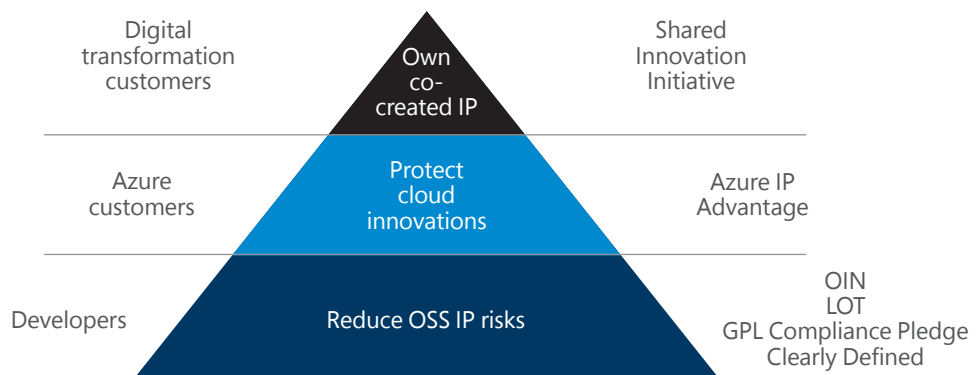 Digital
transformation
customers
Own
co-
created IP
Shared
Innovation
Initiative
Azure
customers
Protect
cloud
innovations
Azure IP
Advantage
Developers
Reduce OSS IP risks
OIN
LOT
GPL Compliance Pledge
Clearly Defined